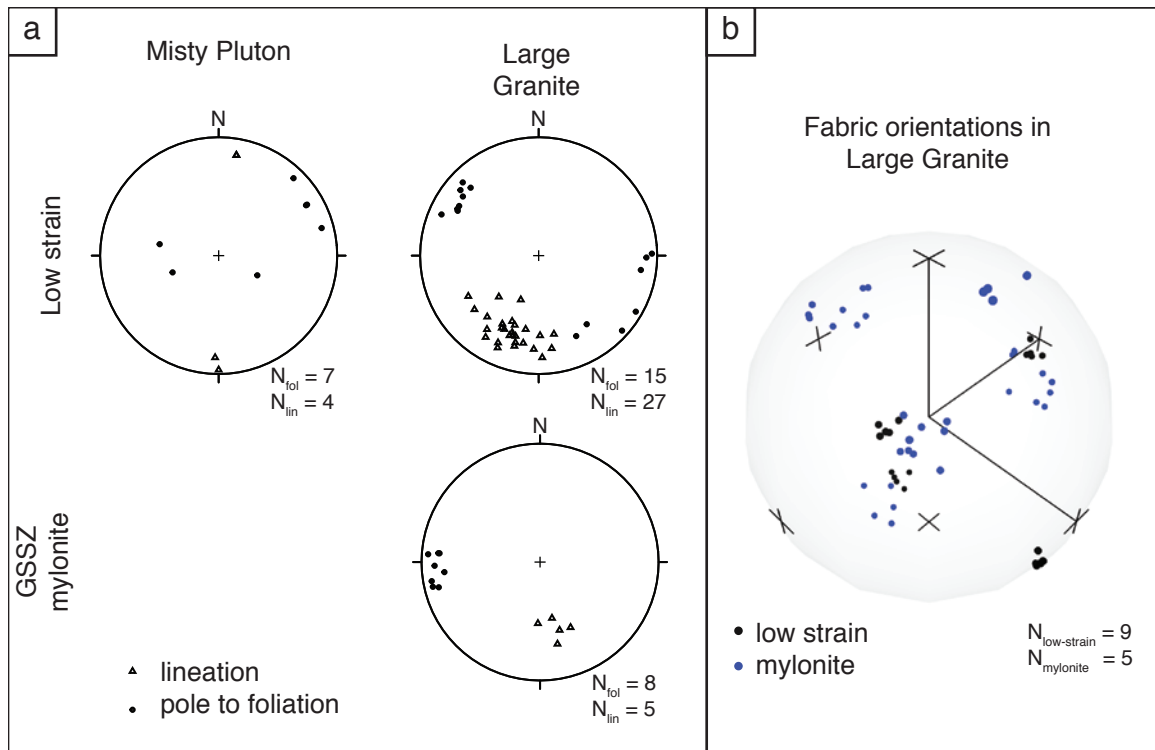 a
Misty Pluton
Large
Granite
Low strain
N
N
N_fol = 7
N_lin = 4
N_fol = 15
N_lin = 27
GSSZ
mylonite
N
lineation
pole to foliation
N_fol = 8
N_lin = 5
b
Fabric orientations in
Large Granite
low strain
mylonite
N_low-strain = 9
N_mylonite = 5